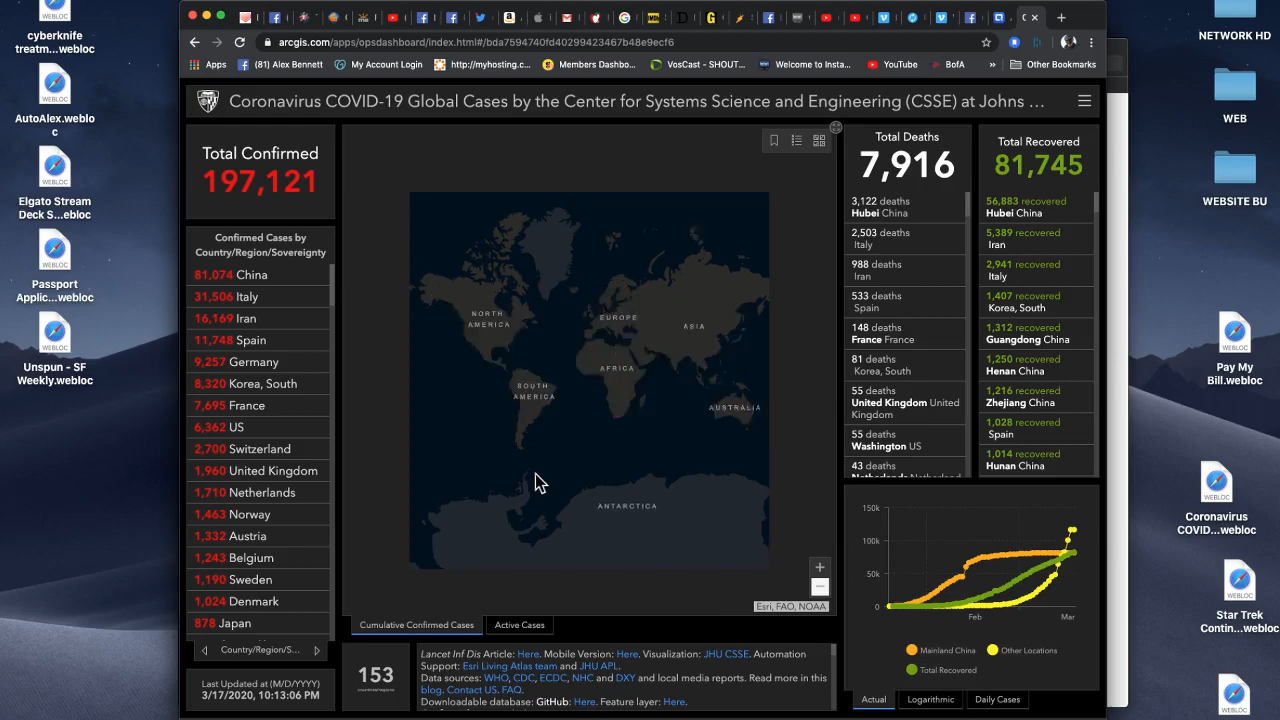 cyberknife
treatm...webloc
WEBLOC
AutoAlex.weblo
c
WEBLOC
Elgato Stream
Deck S...ebloc
WEBLOC
Passport
Applic...webloc
WEBLOC
Unspun - SF
Weekly.webloc
arcgis.com/apps/opsdashboard/index.html#/bda7594740fd40299423467b48e9ecf6
Apps
(81) Alex Bennett
My Account Login
http://myhosting.c...
Members Dashbo...
VosCast - SHOUT...
Welcome to Insta...
YouTube
BofA
»
Other Bookmarks
Coronavirus COVID-19 Global Cases by the Center for Systems Science and Engineering (CSSE) at Johns ...
Total Confirmed
197,121
Confirmed Cases by
Country/Region/Sovereignty
81,074 China
31,506 Italy
16,169 Iran
11,748 Spain
9,257 Germany
8,320 Korea, South
7,695 France
6,362 US
2,700 Switzerland
1,960 United Kingdom
1,710 Netherlands
1,463 Norway
1,332 Austria
1,243 Belgium
1,190 Sweden
1,024 Denmark
878 Japan
Country/Region/S...
Last Updated at (M/D/YYYY)
3/17/2020, 10:13:06 PM
NORTH
AMERICA
EUROPE
ASIA
AFRICA
SOUTH
AMERICA
AUSTRALIA
ANTARCTICA
+
−
Esri, FAO, NOAA
Cumulative Confirmed Cases
Active Cases
153
Lancet Inf Dis Article: Here. Mobile Version: Here. Visualization: JHU CSSE. Automation
Support: Esri Living Atlas team and JHU APL.
Data sources: WHO, CDC, ECDC, NHC and DXY and local media reports. Read more in this
blog. Contact US. FAQ.
Downloadable database: GitHub: Here. Feature layer: Here.
Total Deaths
7,916
3,122 deaths
Hubei China
2,503 deaths
Italy
988 deaths
Iran
533 deaths
Spain
148 deaths
France France
81 deaths
Korea, South
55 deaths
United Kingdom United
Kingdom
55 deaths
Washington US
43 deaths
Netherlands Netherland
Total Recovered
81,745
56,883 recovered
Hubei China
5,389 recovered
Iran
2,941 recovered
Italy
1,407 recovered
Korea, South
1,312 recovered
Guangdong China
1,250 recovered
Henan China
1,216 recovered
Zhejiang China
1,028 recovered
Spain
1,014 recovered
Hunan China
150k
100k
50k
0
Feb
Mar
Mainland China
Other Locations
Total Recovered
Actual
Logarithmic
Daily Cases
NETWORK HD
WEB
WEBSITE BU
WEBLOC
Pay My
Bill.webloc
WEBLOC
Coronavirus
COVID...webloc
WEBLOC
Star Trek
Contin...webloc
WEBLOC